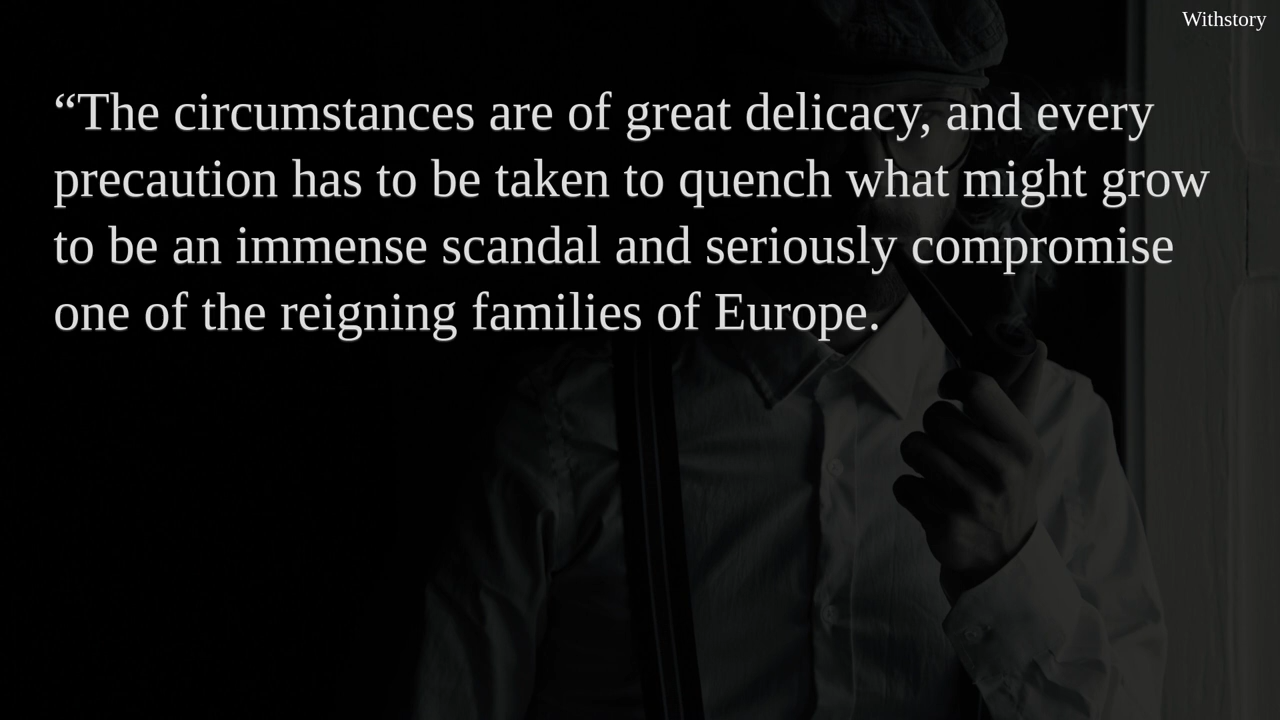 Withstory
“The circumstances are of great delicacy, and every
precaution has to be taken to quench what might grow
to be an immense scandal and seriously compromise
one of the reigning families of Europe.